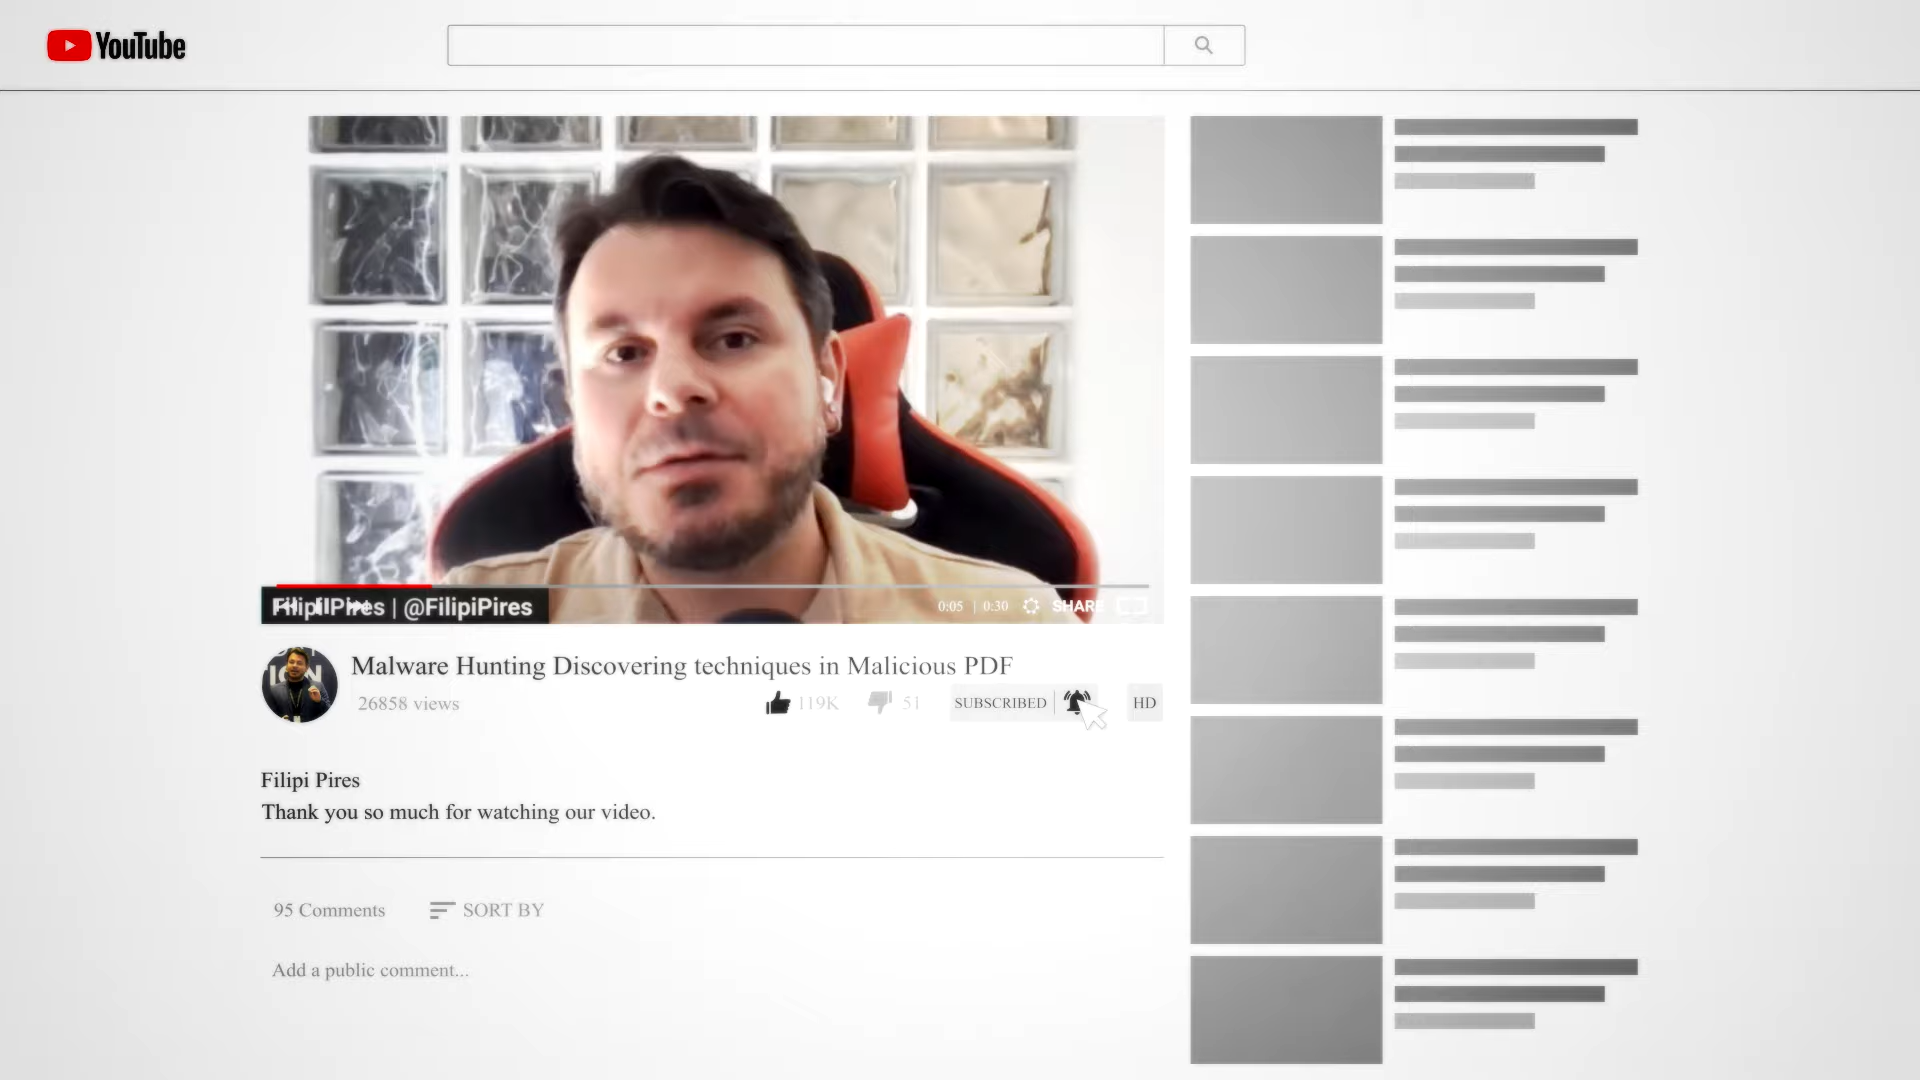 YouTube
FilipiPires | @FilipiPires
0:05 | 0:30 SHARE
Malware Hunting Discovering techniques in Malicious PDF
26858 views
119K
51
SUBSCRIBED
HD
Filipi Pires
Thank you so much for watching our video.
95 Comments
SORT BY
Add a public comment...